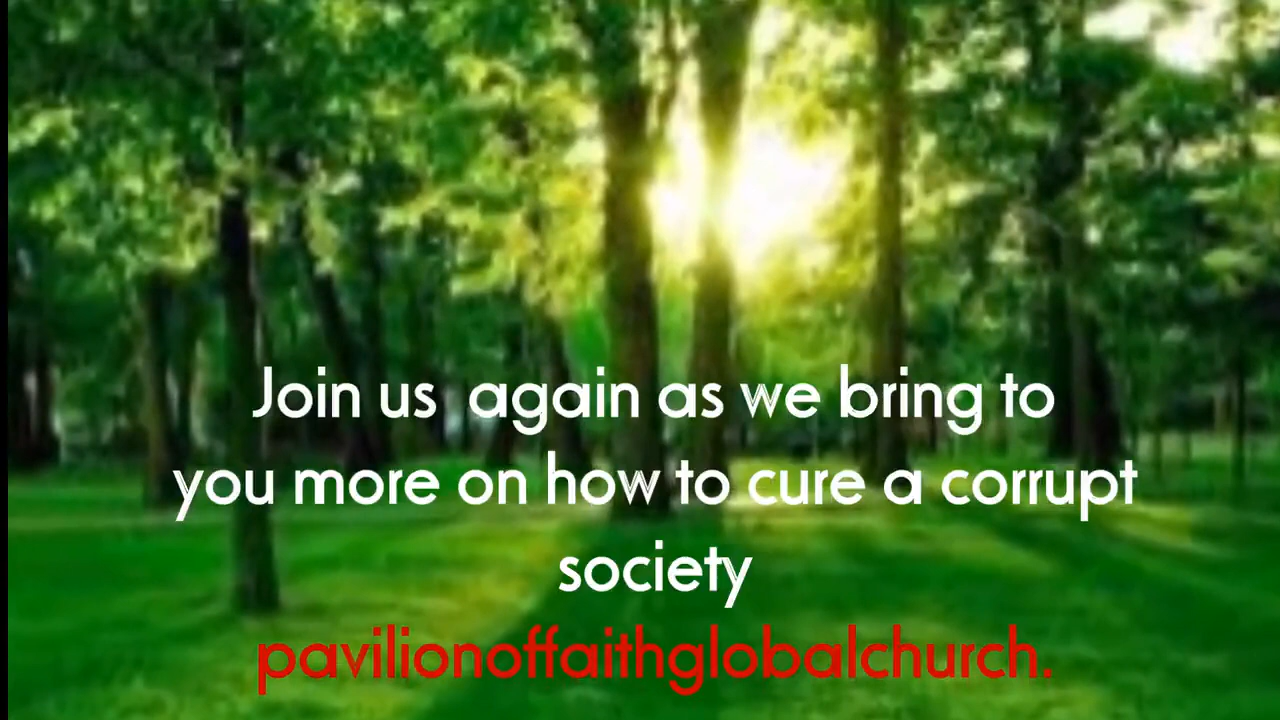 Join us  again as we bring to
you more on how to cure a corrupt
society
pavilionoffaithglobalchurch.